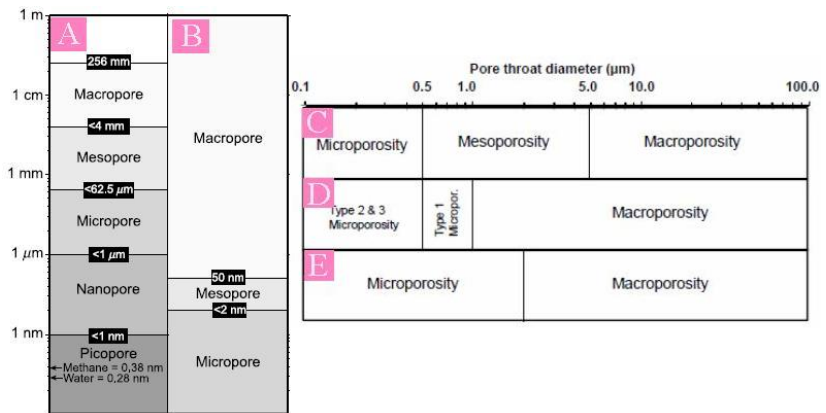 1 m
A
B
256 mm
1 cm
Macropore
<4 mm
Mesopore
Macropore
1 mm
<62.5 µm
Micropore
1 µm
<1 µm
50 nm
Nanopore
Mesopore
<2 nm
1 nm
<1 nm
Picopore
Micropore
Methane = 0,38 nm
Water = 0,28 nm
Pore throat diameter (µm)
0.1 0.5 1.0 5.0 10.0 100.0
C
Microporosity Mesoporosity Macroporosity
D
Type 2 & 3
Microporosity
Type 1
Micropor.
Macroporosity
E
Microporosity Macroporosity